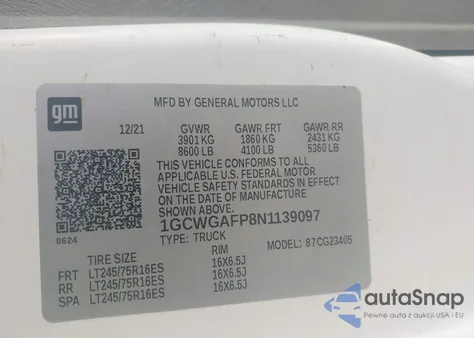 gm
MFD BY GENERAL MOTORS LLC
12/21 GVWR GAWR FRT GAWR RR
3901 KG 1860 KG 2431 KG
8600 LB 4100 LB 5360 LB
THIS VEHICLE CONFORMS TO ALL
APPLICABLE U.S. FEDERAL MOTOR
VEHICLE SAFETY STANDARDS IN EFFECT
ON THE DATE OF MANUFACTURE
SHOWN ABOVE.
1GCWGAFP8N1139097
8624
TYPE: TRUCK MODEL: 87CG23405
TIRE SIZE RIM
FRT LT245/75R16ES 16X6.5J
RR LT245/75R16ES 16X6.5J
SPA LT245/75R16ES 16X6.5J
autaSnap
Pewne auta z aukcji USA i EU